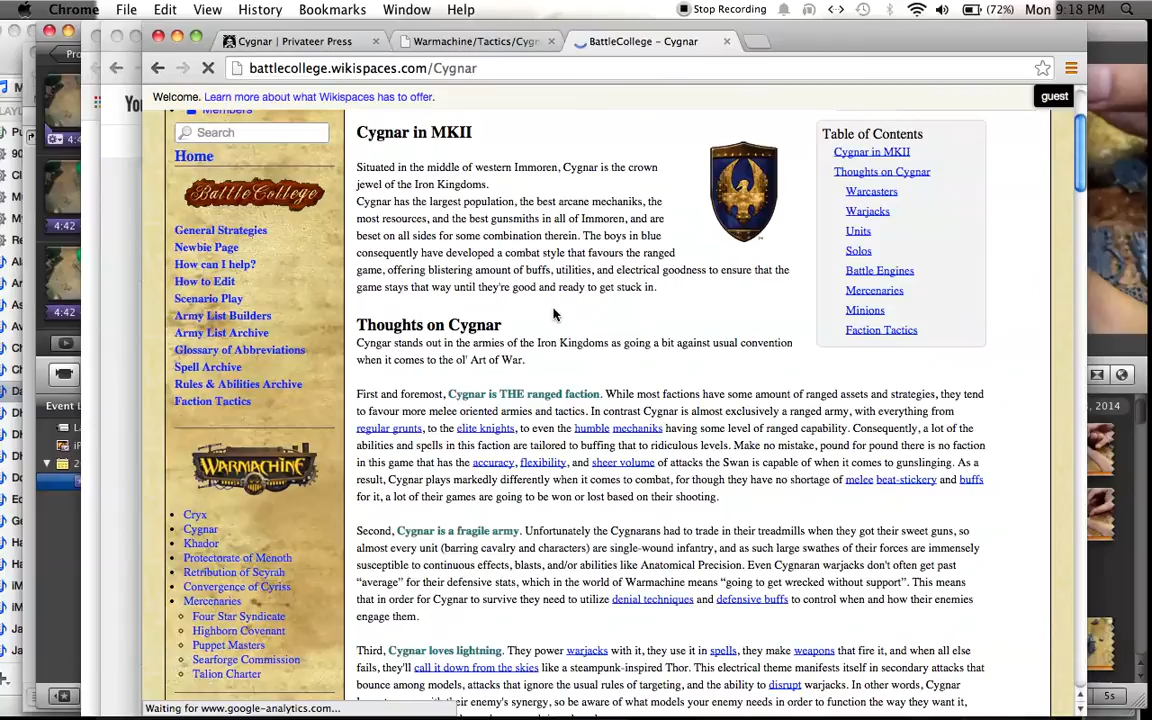 Chrome File Edit View History Bookmarks Window Help Stop Recording (72%) Mon 9:18 PM
Cygnar | Privateer Press Warmachine/Tactics/Cygn BattleCollege – Cygnar
battlecollege.wikispaces.com/Cygnar
Welcome. Learn more about what Wikispaces has to offer.
guest
Members
Search
Home
BattleCollege
General Strategies
Newbie Page
How can I help?
How to Edit
Scenario Play
Army List Builders
Army List Archive
Glossary of Abbreviations
Spell Archive
Rules & Abilities Archive
Faction Tactics
WARMACHINE
Cryx
Cygnar
Khador
Protectorate of Menoth
Retribution of Scyrah
Convergence of Cyriss
Mercenaries
Four Star Syndicate
Highborn Covenant
Puppet Masters
Searforge Commission
Talion Charter
Cygnar in MKII
Situated in the middle of western Immoren, Cygnar is the crown
jewel of the Iron Kingdoms.
Cygnar has the largest population, the best arcane mechaniks, the
most resources, and the best gunsmiths in all of Immoren, and are
beset on all sides for some combination therein. The boys in blue
consequently have developed a combat style that favours the ranged
game, offering blistering amount of buffs, utilities, and electrical goodness to ensure that the
game stays that way until they're good and ready to get stuck in.
Thoughts on Cygnar
Cyngar stands out in the armies of the Iron Kingdoms as going a bit against usual convention
when it comes to the ol' Art of War.
First and foremost, Cygnar is THE ranged faction. While most factions have some amount of ranged assets and strategies, they tend
to favour more melee oriented armies and tactics. In contrast Cygnar is almost exclusively a ranged army, with everything from
regular grunts, to the elite knights, to even the humble mechaniks having some level of ranged capability. Consequently, a lot of the
abilities and spells in this faction are tailored to buffing that to ridiculous levels. Make no mistake, pound for pound there is no faction
in this game that has the accuracy, flexibility, and sheer volume of attacks the Swan is capable of when it comes to gunslinging. As a
result, Cygnar plays markedly differently when it comes to combat, for though they have no shortage of melee beat-stickery and buffs
for it, a lot of their games are going to be won or lost based on their shooting.
Second, Cygnar is a fragile army. Unfortunately the Cygnarans had to trade in their treadmills when they got their sweet guns, so
almost every unit (barring cavalry and characters) are single-wound infantry, and as such large swathes of their forces are immensely
susceptible to continuous effects, blasts, and/or abilities like Anatomical Precision. Even Cygnaran warjacks don't often get past
"average" for their defensive stats, which in the world of Warmachine means "going to get wrecked without support". This means
that in order for Cygnar to survive they need to utilize denial techniques and defensive buffs to control when and how their enemies
engage them.
Third, Cygnar loves lightning. They power warjacks with it, they use it in spells, they make weapons that fire it, and when all else
fails, they'll call it down from the skies like a steampunk-inspired Thor. This electrical theme manifests itself in secondary attacks that
bounce among models, attacks that ignore the usual rules of targeting, and the ability to disrupt warjacks. In other words, Cygnar
Table of Contents
Cygnar in MKII
Thoughts on Cygnar
Warcasters
Warjacks
Units
Solos
Battle Engines
Mercenaries
Minions
Faction Tactics
Waiting for www.google-analytics.com...
4:42
4:42
Event L
, 2014
5s